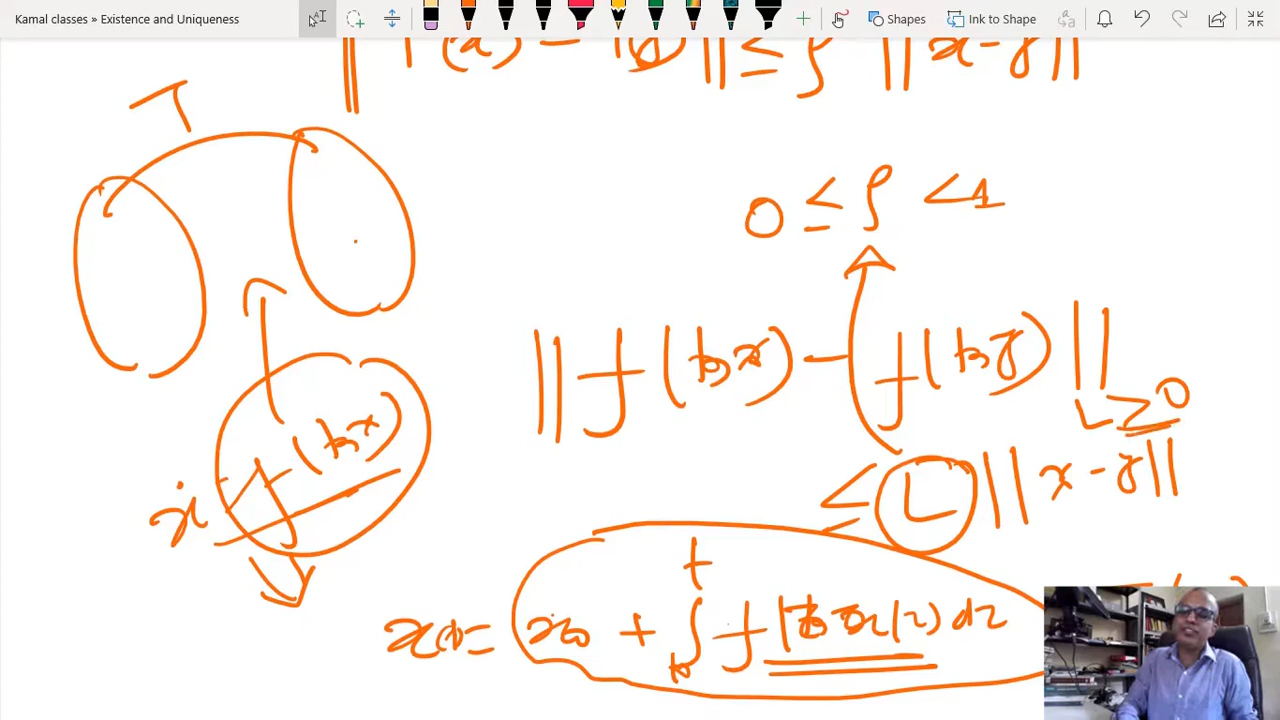 Kamal classes » Existence and Uniqueness
Shapes
Ink to Shape
|| T(x) - T(y) || ≤ ρ ||x-y||
T
0 ≤ ρ < 1
|| f(t,x) - f(t,y) ||
L ≥ 0
≤ L ||x-y||
ẋ f(t,x)
x(t) = x₀ + ∫ f( x(τ) dτ
t
t₀